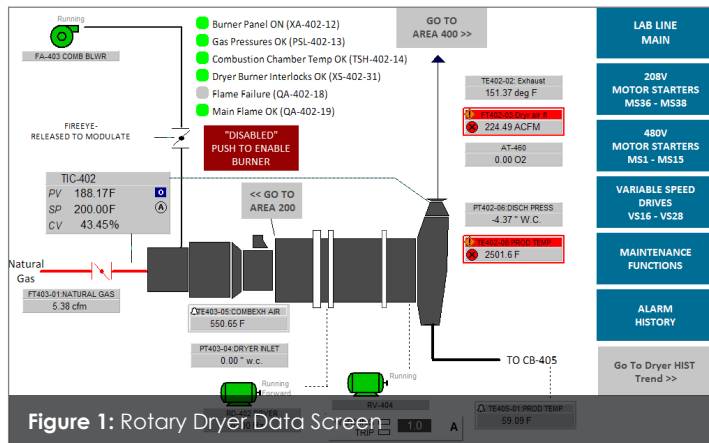 Running
FA-403 COMB BLWR
Burner Panel ON (XA-402-12)
Gas Pressures OK (PSL-402-13)
Combustion Chamber Temp OK (TSH-402-14)
Dryer Burner Interlocks OK (XS-402-31)
Flame Failure (QA-402-18)
Main Flame OK (QA-402-19)
GO TO
AREA 400 >>
FIREEYE-
RELEASED TO MODULATE
"DISABLED"
PUSH TO ENABLE
BURNER
TE402-02: Exhaust
151.37 deg F
224.49 ACFM
AT-460
0.00 O2
TIC-402
PV 188.17F O
SP 200.00F A
CV 43.45%
<< GO TO
AREA 200
PT402-06:DISCH PRESS
-4.37 " W.C.
TE402-08:PROD TEMP
2501.6 F
Natural
Gas
FT403-01:NATURAL GAS
5.38 cfm
TE403-05:COMBEXH AIR
550.65 F
PT403-04:DRYER INLET
0.00 " w.c.
Running
Forward
Running
RV-404
TO CB-405
TRIP 1.0 A
TE405-01:PROD TEMP
59.09 F
LAB LINE
MAIN
208V
MOTOR STARTERS
MS36 - MS38
480V
MOTOR STARTERS
MS1 - MS15
VARIABLE SPEED
DRIVES
VS16 - VS28
MAINTENANCE
FUNCTIONS
ALARM
HISTORY
Go To Dryer HIST
Trend >>
Figure 1: Rotary Dryer Data Screen